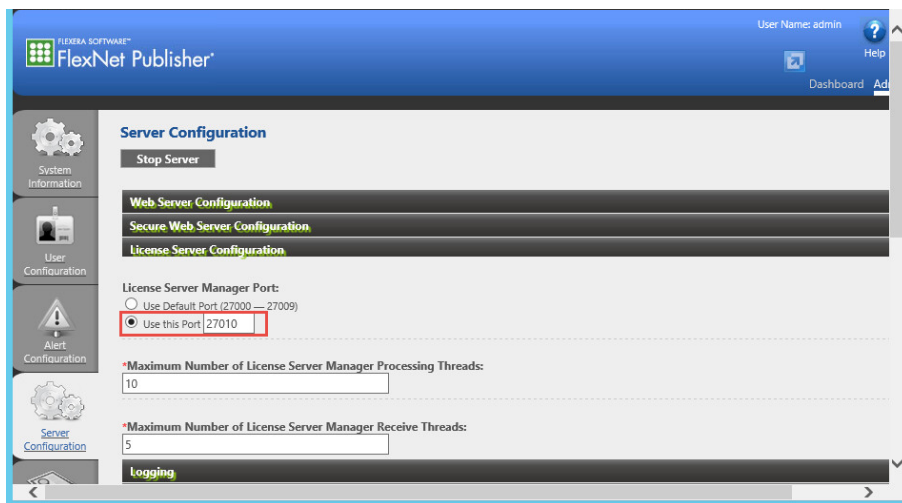 User Name: admin
FLEXERA SOFTWARE™
FlexNet Publisher®
?
Help
Dashboard Ad
System
Information
User
Configuration
Alert
Configuration
Server
Configuration
Server Configuration
Stop Server
Web Server Configuration
Secure Web Server Configuration
License Server Configuration
License Server Manager Port:
Use Default Port (27000 — 27009)
Use this Port 27010
*Maximum Number of License Server Manager Processing Threads:
10
*Maximum Number of License Server Manager Receive Threads:
5
Logging